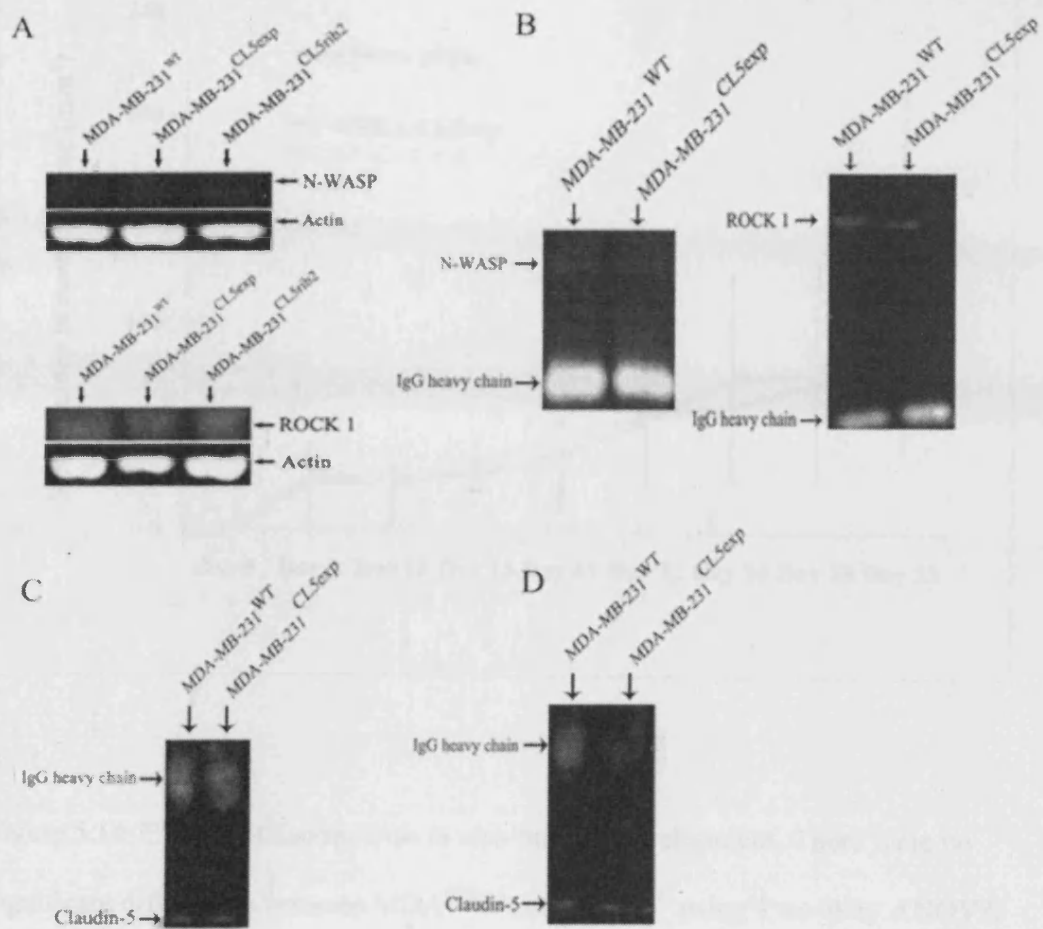 A
MDA-MB-231 wt
MDA-MB-231 CL5exp
MDA-MB-231 CL5rib2
N-WASP
Actin
MDA-MB-231 wt
MDA-MB-231 CL5exp
MDA-MB-231 CL5rib2
ROCK 1
Actin
B
MDA-MB-231 WT
MDA-MB-231 CL5exp
N-WASP
IgG heavy chain
MDA-MB-231 WT
MDA-MB-231 CL5exp
ROCK 1
IgG heavy chain
C
MDA-MB-231 WT
MDA-MB-231 CL5exp
IgG heavy chain
Claudin-5
D
MDA-MB-231 WT
MDA-MB-231 CL5exp
IgG heavy chain
Claudin-5